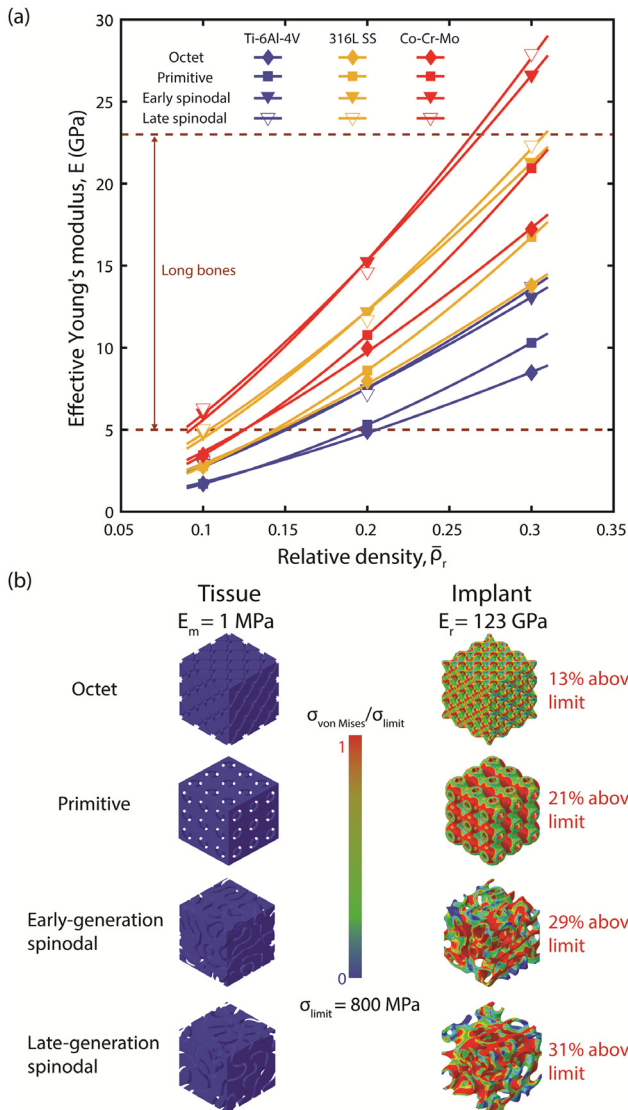 (a)
Ti-6Al-4V 316L SS Co-Cr-Mo
Octet
Primitive
Early spinodal
Late spinodal
Long bones
Effective Young's modulus, E (GPa)
30
25
20
15
10
5
0
0.05 0.1 0.15 0.2 0.25 0.3 0.35
Relative density, ρ̄r
(b)
Tissue Implant
Em = 1 MPa Er = 123 GPa
Octet
13% above
limit
σvon Mises/σlimit
1
Primitive
21% above
limit
Early-generation
spinodal
29% above
limit
0
σlimit = 800 MPa
Late-generation
spinodal
31% above
limit